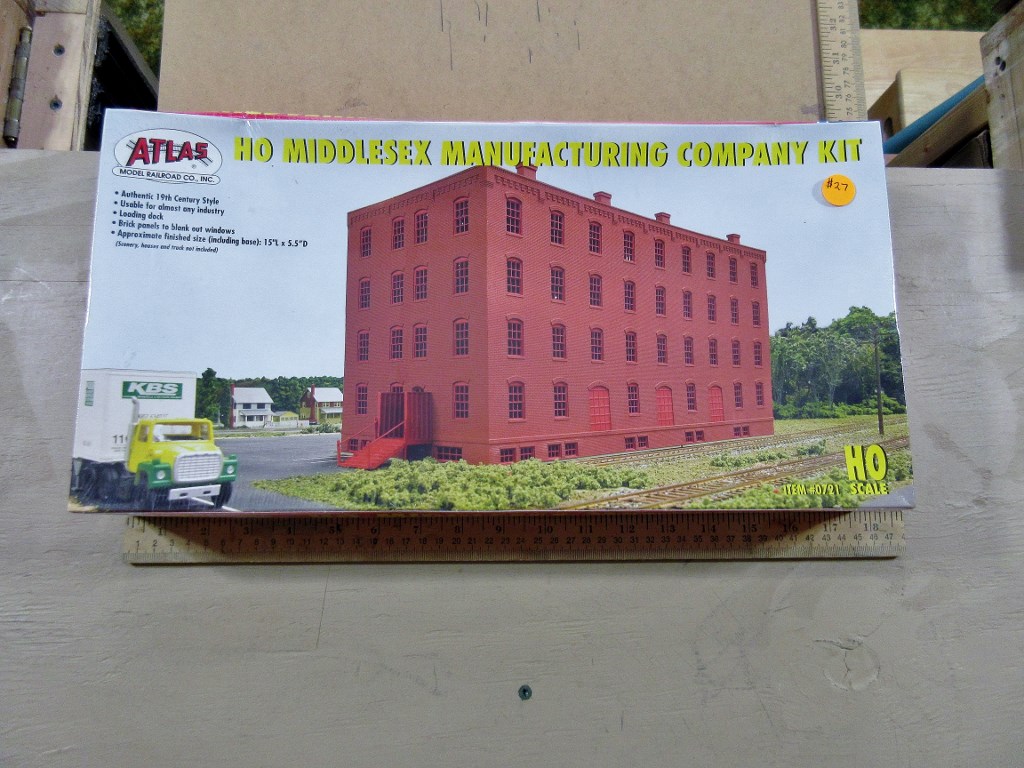 ATLAS
MODEL RAILROAD CO., INC.
HO MIDDLESEX MANUFACTURING COMPANY KIT
#27
• Authentic 19th Century Style
• Usable for almost any industry
• Loading dock
• Brick panels to blank out windows
• Approximate finished size (including base): 15"L x 5.5"D
(Scenery, houses and track not included)
KBS
HO
ITEM #0721 SCALE